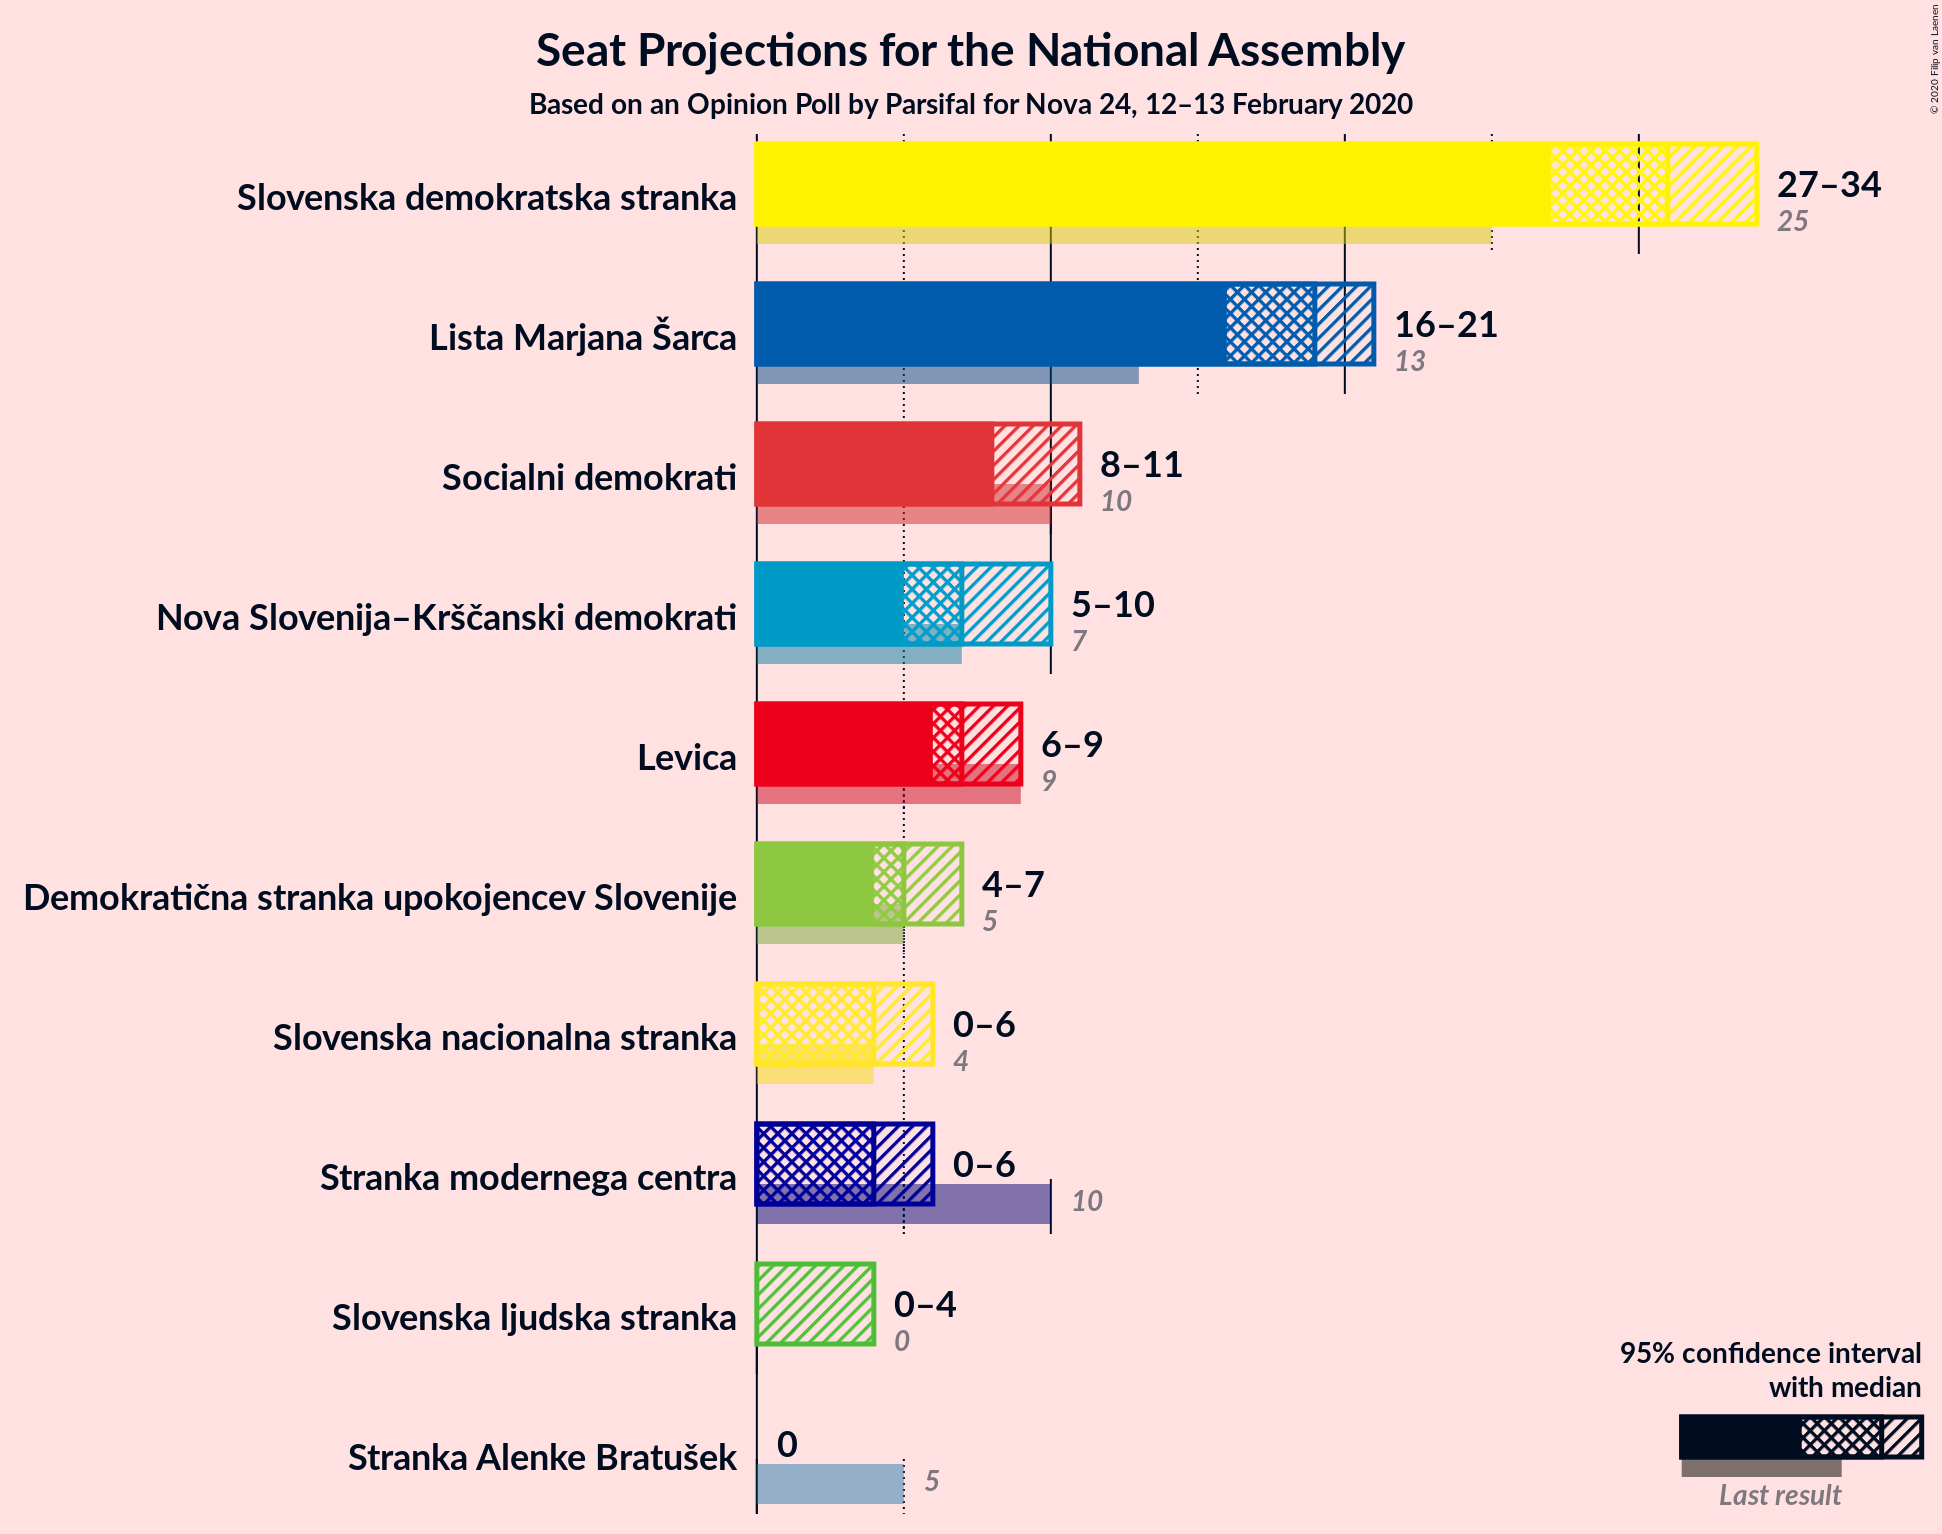 Seat Projections for the National Assembly
Based on an Opinion Poll by Parsifal for Nova 24, 12–13 February 2020
© 2020 Filip van Laenen
Slovenska demokratska stranka
27–34
25
Lista Marjana Šarca
16–21
13
Socialni demokrati
8–11
10
Nova Slovenija–Krščanski demokrati
5–10
7
Levica
6–9
9
Demokratična stranka upokojencev Slovenije
4–7
5
Slovenska nacionalna stranka
0–6
4
Stranka modernega centra
0–6
10
Slovenska ljudska stranka
0–4
0
Stranka Alenke Bratušek
0
5
95% confidence interval
with median
Last result